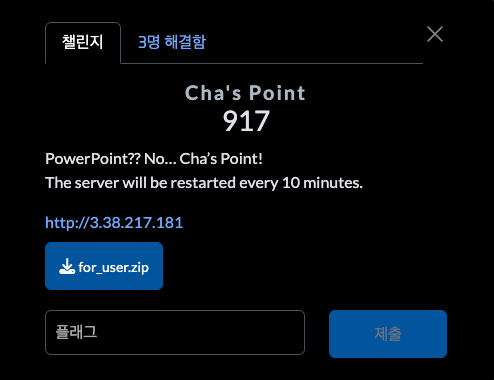 챌린지
3명 해결함
Cha's Point
917
PowerPoint?? No... Cha's Point!
The server will be restarted every 10 minutes.
http://3.38.217.181
for_user.zip
플래그
제출